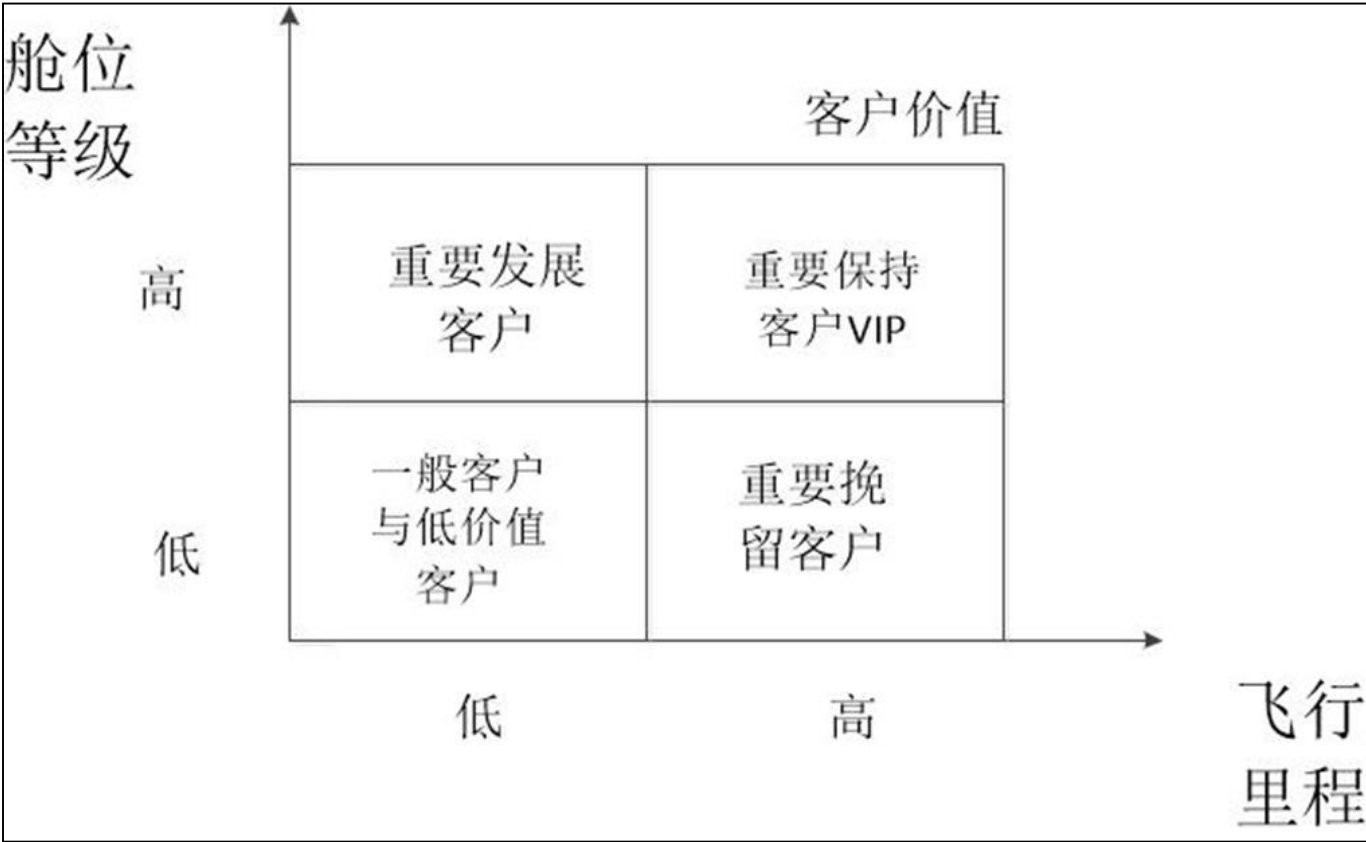 舱位
等级
客户价值
高
重要发展
客户
重要保持
客户VIP
低
一般客户
与低价值
客户
重要挽
留客户
低
高
飞行
里程